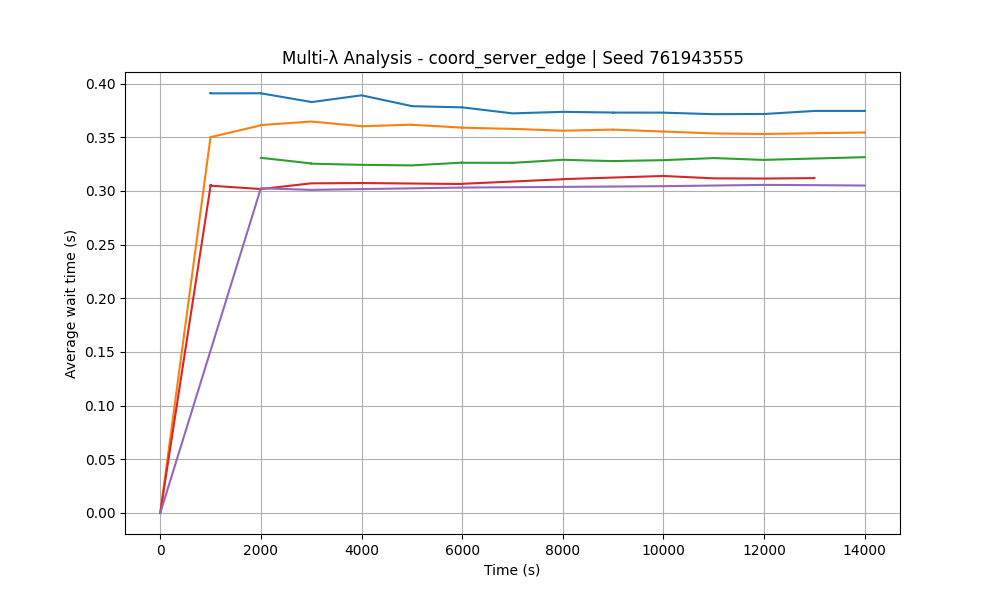 Multi-λ Analysis - coord_server_edge | Seed 761943555
Average wait time (s)
0.40
0.35
0.30
0.25
0.20
0.15
0.10
0.05
0.00
0 2000 4000 6000 8000 10000 12000 14000
Time (s)